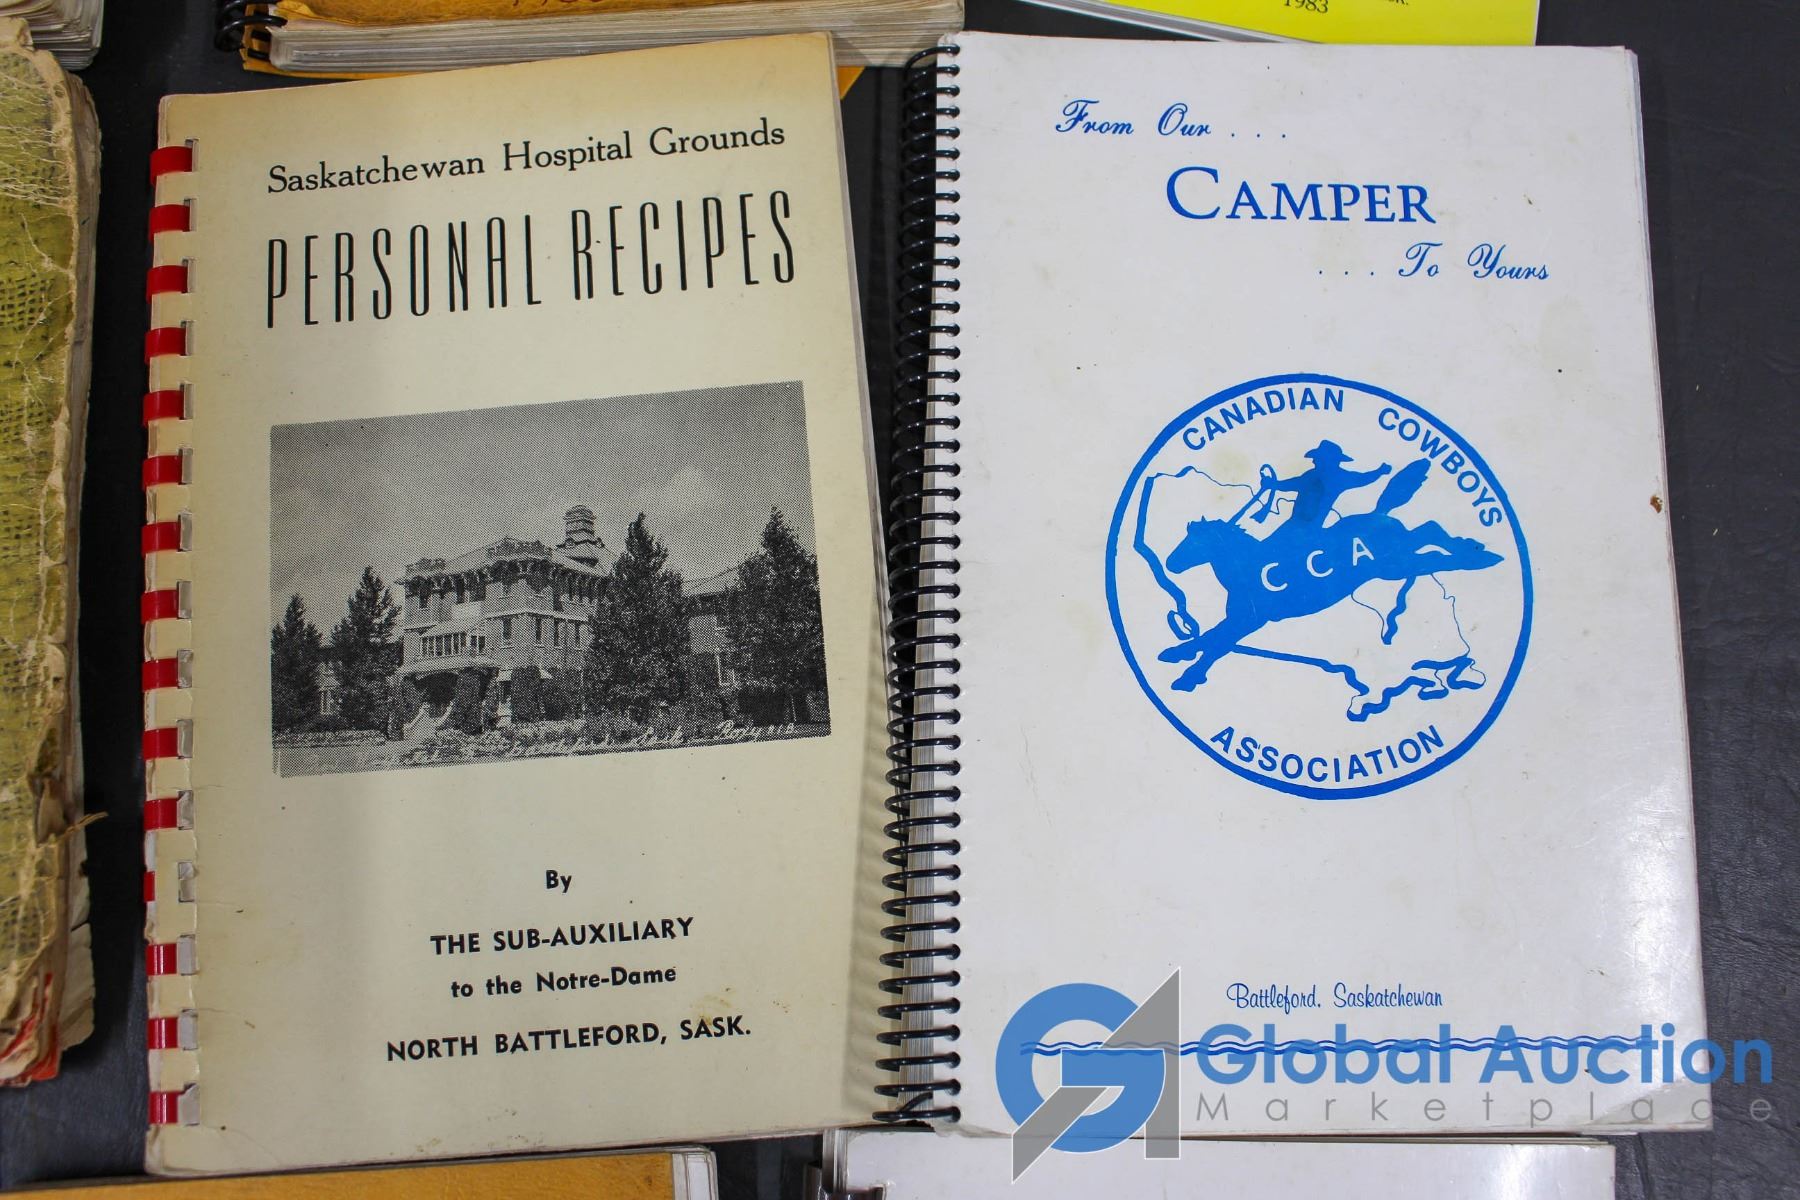 1983
Saskatchewan Hospital Grounds
PERSONAL RECIPES
By
THE SUB-AUXILIARY
to the Notre-Dame
NORTH BATTLEFORD, SASK.
From Our . . .
CAMPER
. . . To Yours
CANADIAN COWBOYS
CCA
ASSOCIATION
Battleford, Saskatchewan
Global Auction
Marketplace